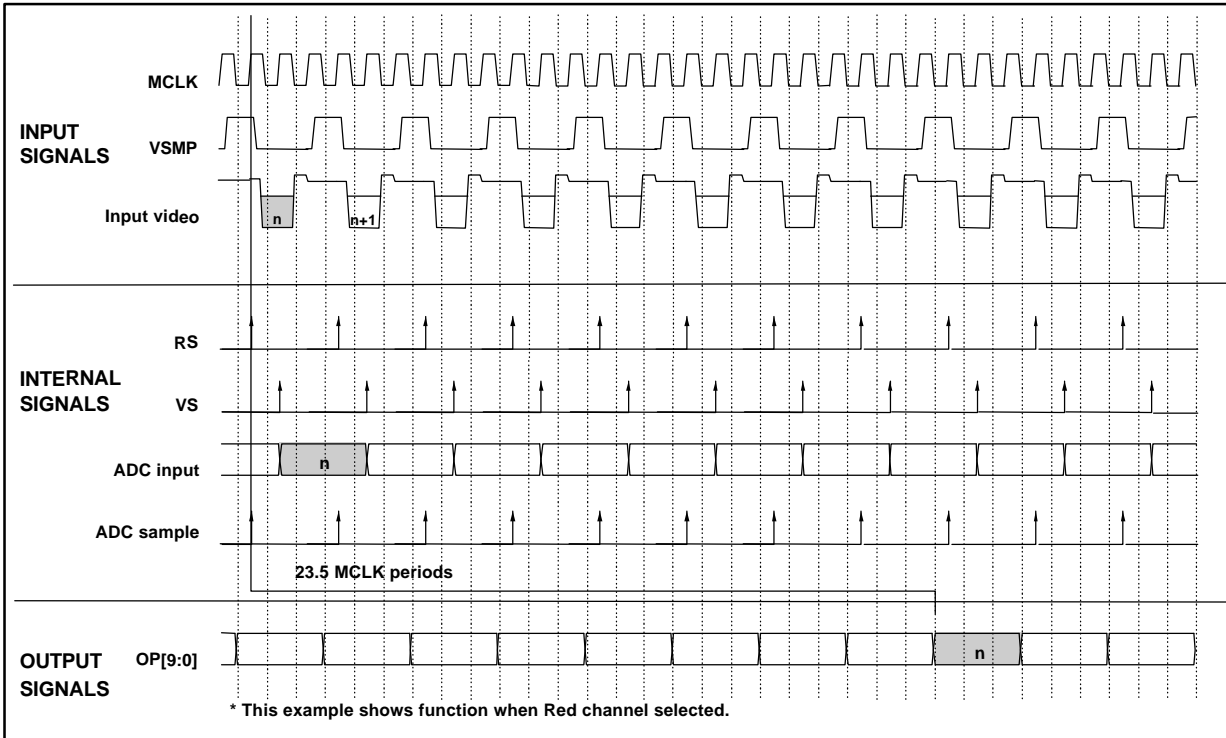 MCLK
INPUT
SIGNALS
VSMP
Input video
n
n+1
RS
INTERNAL
SIGNALS
VS
ADC input
n
ADC sample
23.5 MCLK periods
OUTPUT
SIGNALS
OP[9:0]
n
* This example shows function when Red channel selected.